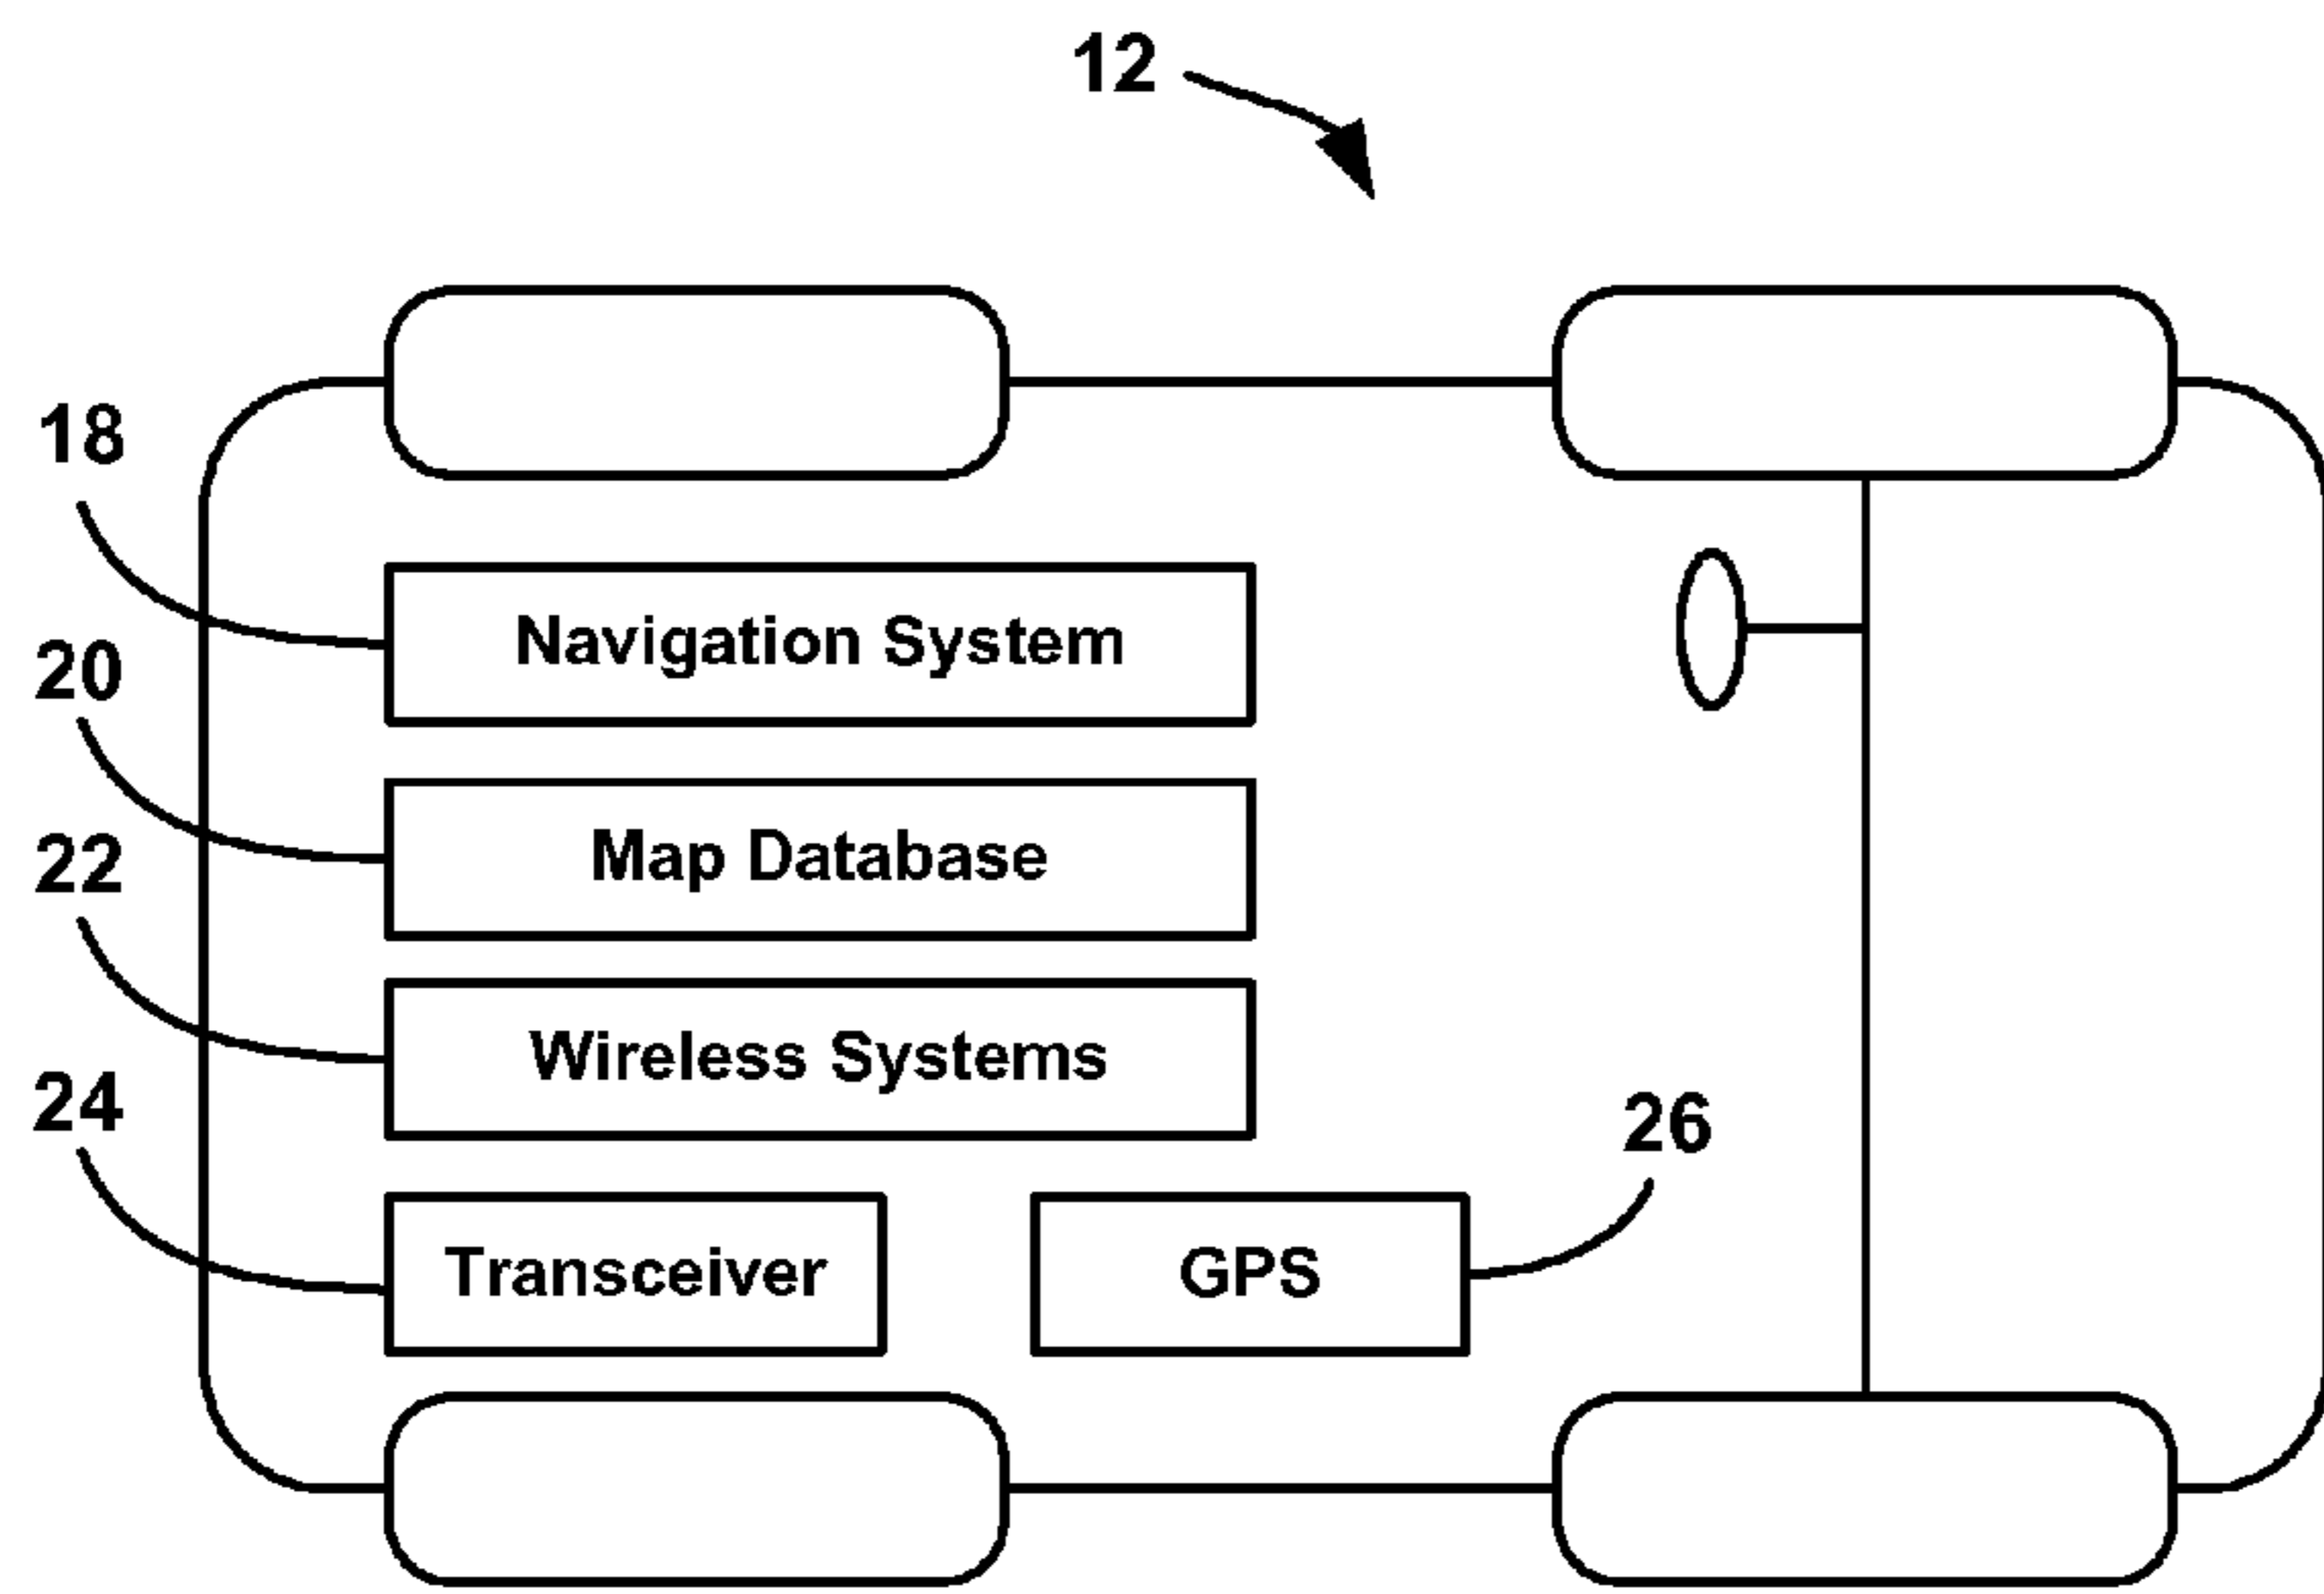 12
18
Navigation System
20
Map Database
22
Wireless Systems
24
26
Transceiver
GPS